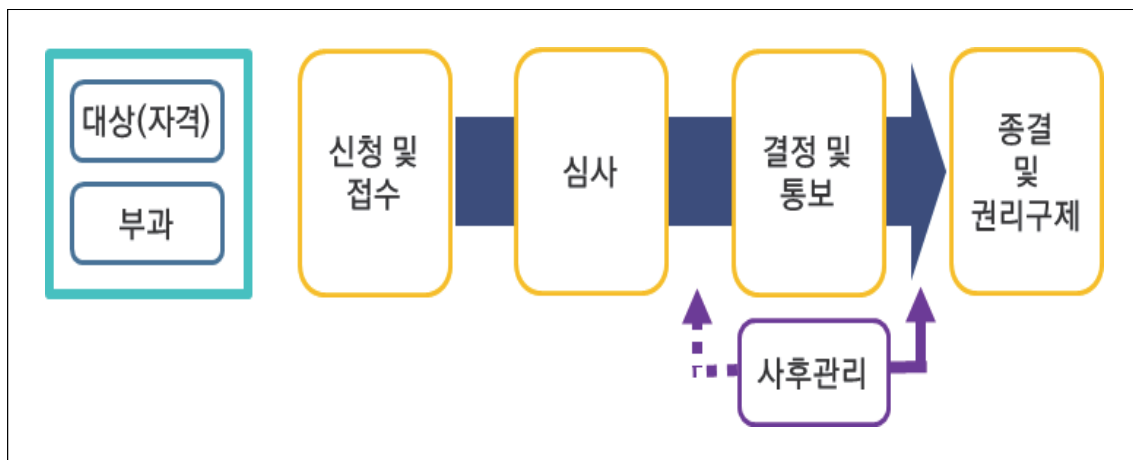 대상(자격)
부과
신청 및
접수
심사
결정 및
통보
종결
및
권리구제
사후관리